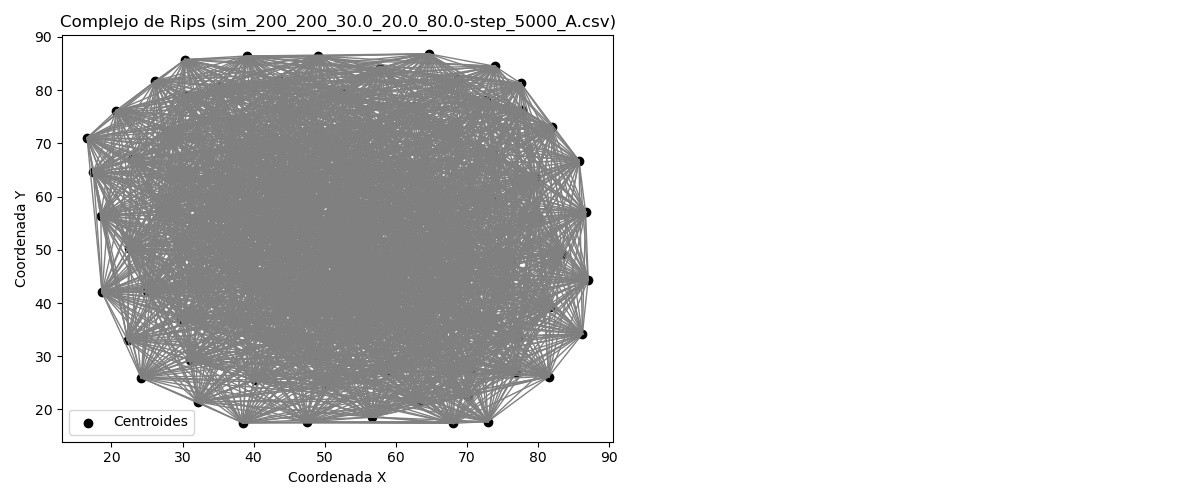 Complejo de Rips (sim_200_200_30.0_20.0_80.0-step_5000_A.csv)
90
80
70
60
50
40
30
20
Coordenada Y
Centroides
20 30 40 50 60 70 80 90
Coordenada X